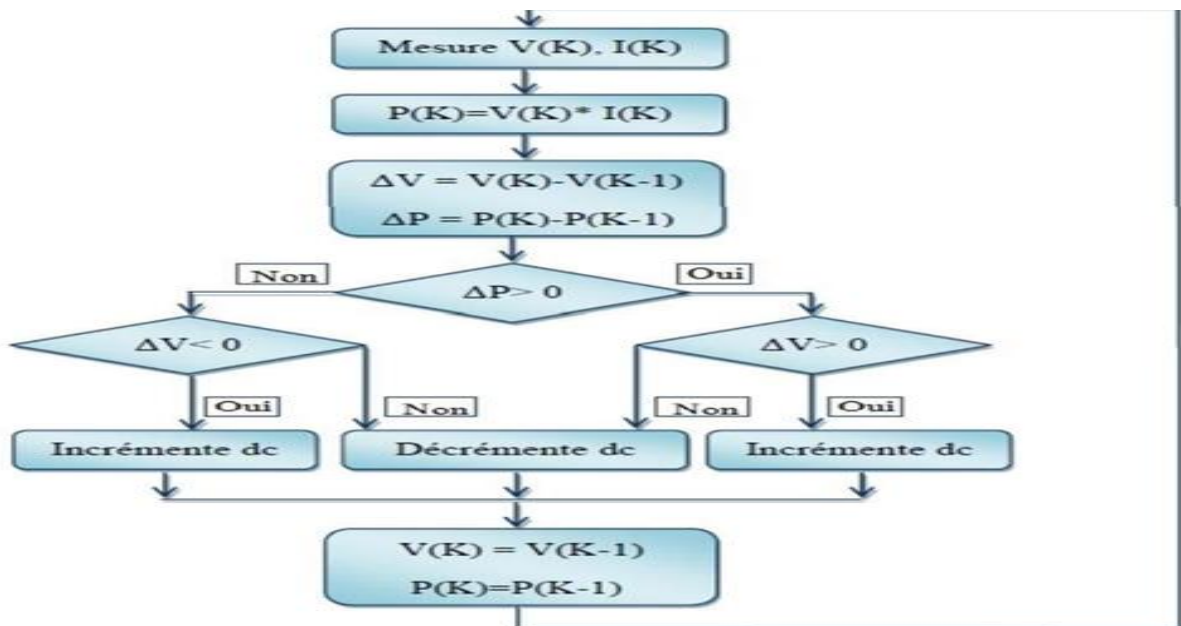 Mesure V(K), I(K)
P(K)=V(K)* I(K)
ΔV = V(K)-V(K-1)
ΔP = P(K)-P(K-1)
Non
Oui
ΔP> 0
ΔV< 0
ΔV> 0
Oui
Non
Non
Oui
Incrémente dc
Décrémente dc
Incrémente dc
V(K) = V(K-1)
P(K)=P(K-1)